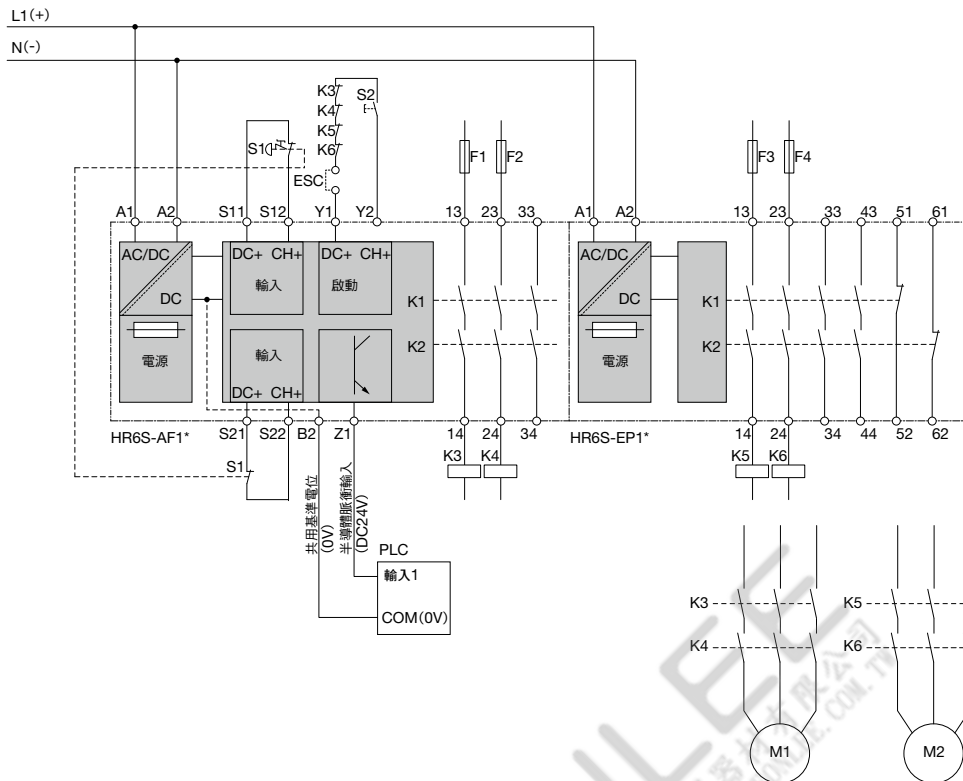 L1(+)
N(-)
K3
K4
K5
K6
S2
S1
ESC
F1
F2
F3
F4
A1
A2
S11
S12
Y1
Y2
13
23
33
A1
A2
13
23
33
43
51
61
AC/DC
DC
電源
DC+ CH+
輸入
DC+ CH+
啟動
輸入
DC+ CH+
K1
K2
AC/DC
DC
電源
K1
K2
HR6S-AF1*
S21
S22
B2
Z1
14
24
34
HR6S-EP1*
14
24
34
44
52
62
S1
K3
K4
K5
K6
共用基準電位
(0V)
半導體脈衝輸入
(DC24V)
PLC
輸入1
COM(0V)
K3
K4
K5
K6
M1
M2